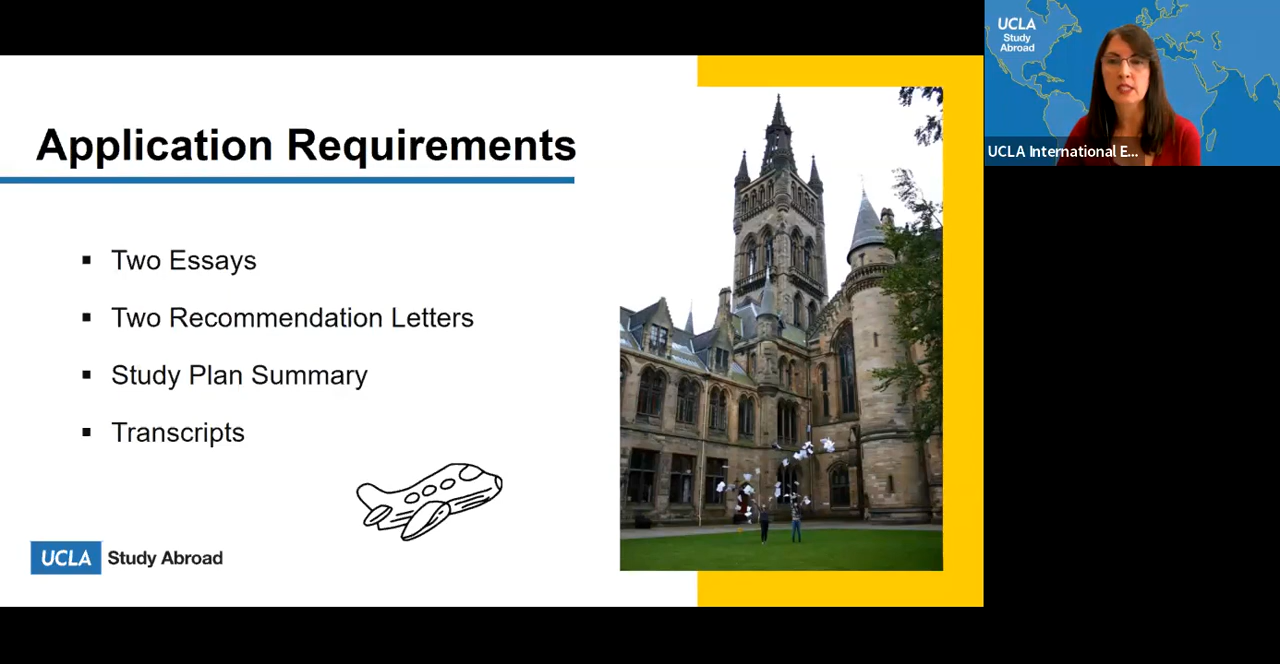 Application Requirements
Two Essays
Two Recommendation Letters
Study Plan Summary
Transcripts
UCLA Study Abroad
UCLA
Study
Abroad
UCLA International E...